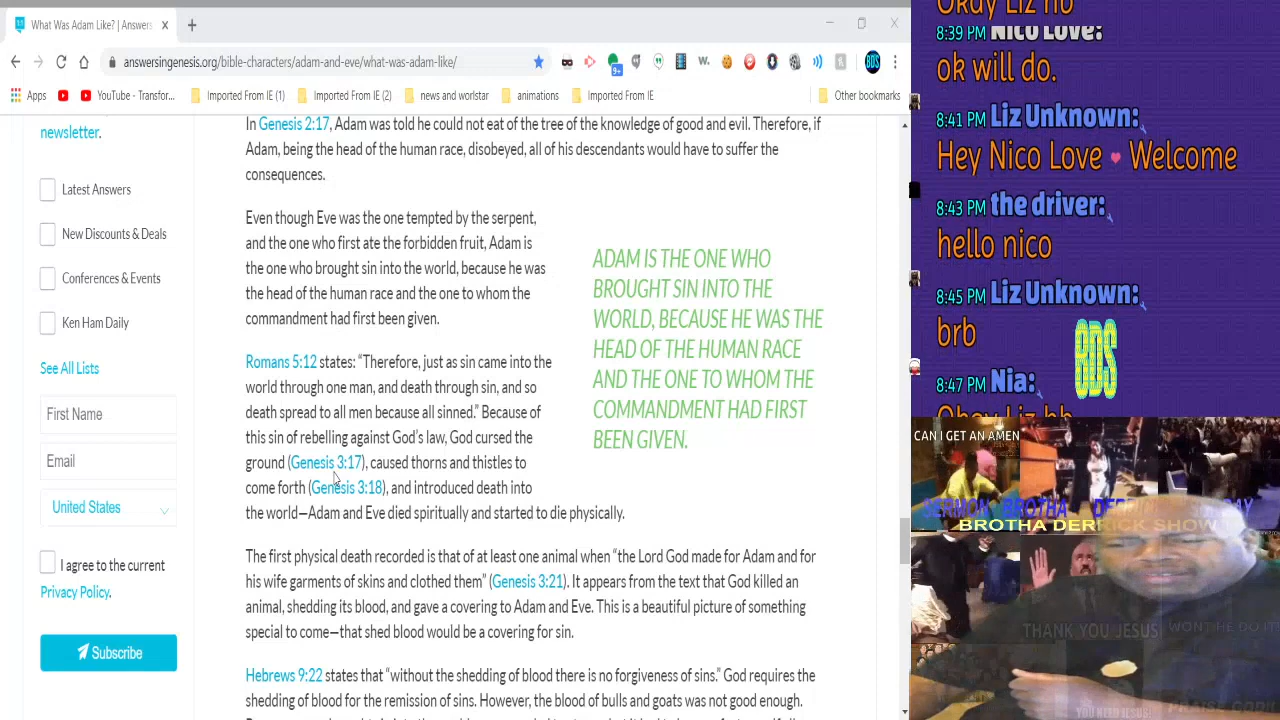 What Was Adam Like? | Answers
answersingenesis.org/bible-characters/adam-and-eve/what-was-adam-like/
9+
W.
BDS
Apps
YouTube - Transfor...
Imported From IE (1)
Imported From IE (2)
news and worlstar
animations
Imported From IE
Other bookmarks
newsletter.
Latest Answers
New Discounts & Deals
Conferences & Events
Ken Ham Daily
See All Lists
First Name
Email
United States
I agree to the current
Privacy Policy.
Subscribe
In Genesis 2:17, Adam was told he could not eat of the tree of the knowledge of good and evil. Therefore, if
Adam, being the head of the human race, disobeyed, all of his descendants would have to suffer the
consequences.
Even though Eve was the one tempted by the serpent,
and the one who first ate the forbidden fruit, Adam is
the one who brought sin into the world, because he was
the head of the human race and the one to whom the
commandment had first been given.
ADAM IS THE ONE WHO
BROUGHT SIN INTO THE
WORLD, BECAUSE HE WAS THE
HEAD OF THE HUMAN RACE
AND THE ONE TO WHOM THE
COMMANDMENT HAD FIRST
BEEN GIVEN.
Romans 5:12 states: “Therefore, just as sin came into the
world through one man, and death through sin, and so
death spread to all men because all sinned.” Because of
this sin of rebelling against God’s law, God cursed the
ground (Genesis 3:17), caused thorns and thistles to
come forth (Genesis 3:18), and introduced death into
the world—Adam and Eve died spiritually and started to die physically.
The first physical death recorded is that of at least one animal when “the Lord God made for Adam and for
his wife garments of skins and clothed them” (Genesis 3:21). It appears from the text that God killed an
animal, shedding its blood, and gave a covering to Adam and Eve. This is a beautiful picture of something
special to come—that shed blood would be a covering for sin.
Hebrews 9:22 states that “without the shedding of blood there is no forgiveness of sins.” God requires the
shedding of blood for the remission of sins. However, the blood of bulls and goats was not good enough.
Okay Liz hu
8:39 PM Nico Love:
ok will do.
8:41 PM Liz Unknown:
Hey Nico Love Welcome
8:43 PM the driver:
hello nico
8:45 PM Liz Unknown:
brb
BDS
8:47 PM Nia:
Okay Liz hh
CAN I GET AN AMEN
SERMON BROTHA
BROTHA DERRICK SHOW
THANK YOU JESUS!
WONT HE DO IT
YOU NEED JESUS!